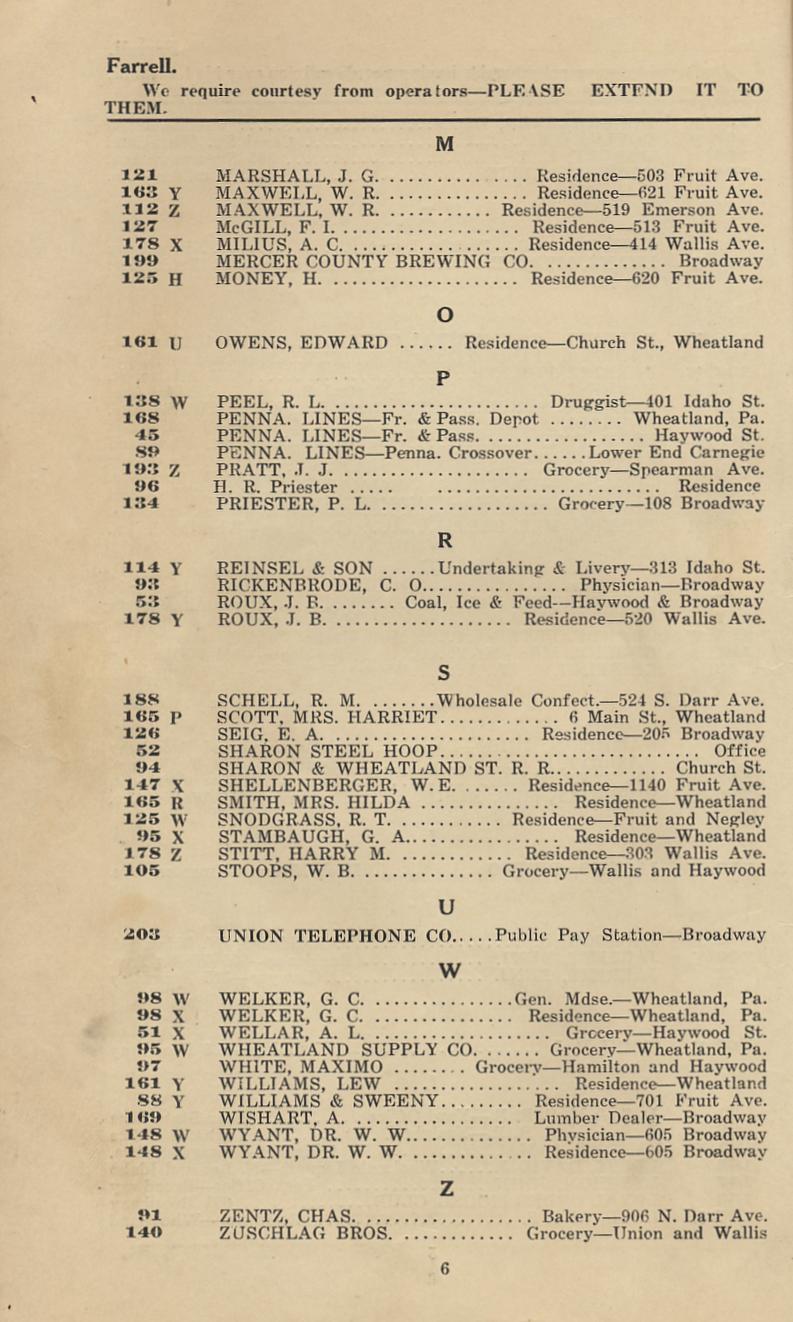 Farrell.
We require courtesy from operators—PLEASE EXTEND IT TO
THEM.
M
121 MARSHALL, J. G. ............... Residence—503 Fruit Ave.
163 Y MAXWELL, W. R. ............... Residence—621 Fruit Ave.
112 Z MAXWELL, W. R. ........... Residence—519 Emerson Ave.
127 McGILL, F. I. .................. Residence—513 Fruit Ave.
178 X MILIUS, A. C. .................. Residence—414 Wallis Ave.
199 MERCER COUNTY BREWING CO. ............. Broadway
125 H MONEY, H. ................... Residence—620 Fruit Ave.
O
161 U OWENS, EDWARD ...... Residence—Church St., Wheatland
P
138 W PEEL, R. L. ....................... Druggist—401 Idaho St.
168 PENNA. LINES—Fr. & Pass. Depot ........ Wheatland, Pa.
45 PENNA. LINES—Fr. & Pass. ................. Haywood St.
89 PENNA. LINES—Penna. Crossover......Lower End Carnegie
193 Z PRATT, J. J. .................... Grocery—Spearman Ave.
96 H. R. Priester ..... ......................... Residence
134 PRIESTER, P. L. ................. Grocery—108 Broadway
R
114 Y REINSEL & SON ......Undertaking & Livery—313 Idaho St.
93 RICKENBRODE, C. O............... Physician—Broadway
53 ROUX, J. B. ....... Coal, Ice & Feed—Haywood & Broadway
178 Y ROUX, J. B. .................. Residence—520 Wallis Ave.
S
188 SCHELL, R. M. .......Wholesale Confect.—524 S. Darr Ave.
165 P SCOTT, MRS. HARRIET............ 6 Main St., Wheatland
126 SEIG, E. A. ..................... Residence—205 Broadway
52 SHARON STEEL HOOP.......................... Office
94 SHARON & WHEATLAND ST. R. R............. Church St.
147 X SHELLENBERGER, W. E. ....... Residence—1140 Fruit Ave.
165 R SMITH, MRS. HILDA .............. Residence—Wheatland
125 W SNODGRASS, R. T. ........... Residence—Fruit and Negley
95 X STAMBAUGH, G. A................ Residence—Wheatland
178 Z STITT, HARRY M. ............ Residence—303 Wallis Ave.
105 STOOPS, W. B. .............. Grocery—Wallis and Haywood
U
203 UNION TELEPHONE CO......Public Pay Station—Broadway
W
98 W WELKER, G. C. ..............Gen. Mdse.—Wheatland, Pa.
98 X WELKER, G. C. .............. Residence—Wheatland, Pa.
51 X WELLAR, A. L. ................... Grocery—Haywood St.
95 W WHEATLAND SUPPLY CO. ...... Grocery—Wheatland, Pa.
97 WHITE, MAXIMO ........ Grocery—Hamilton and Haywood
161 Y WILLIAMS, LEW ................. Residence—Wheatland
88 Y WILLIAMS & SWEENY......... Residence—701 Fruit Ave.
169 WISHART, A. ................. Lumber Dealer—Broadway
148 W WYANT, DR. W. W............. Physician—605 Broadway
148 X WYANT, DR. W. W. ............. Residence—605 Broadway
Z
91 ZENTZ, CHAS. .................. Bakery—906 N. Darr Ave.
140 ZUSCHLAG BROS. ............ Grocery—Union and Wallis
6